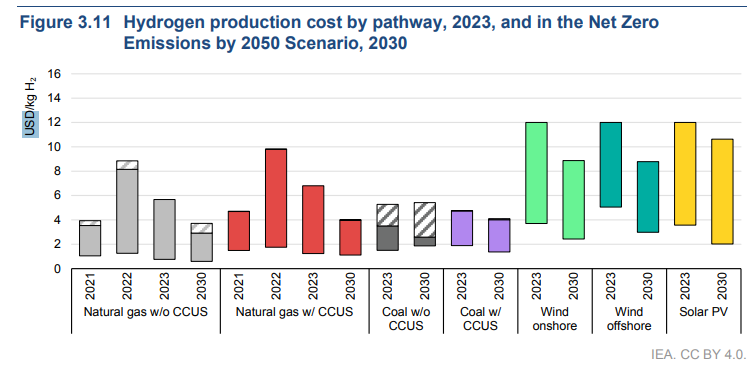 Figure 3.11 Hydrogen production cost by pathway, 2023, and in the Net Zero
Emissions by 2050 Scenario, 2030
USD/kg H₂
16
14
12
10
8
6
4
2
0
2021 2022 2023 2030 2021 2022 2023 2030 2023 2030 2023 2030 2023 2030 2023 2030 2023 2030
Natural gas w/o CCUS Natural gas w/ CCUS Coal w/o Coal w/ Wind Wind Solar PV
CCUS CCUS onshore offshore
IEA. CC BY 4.0.